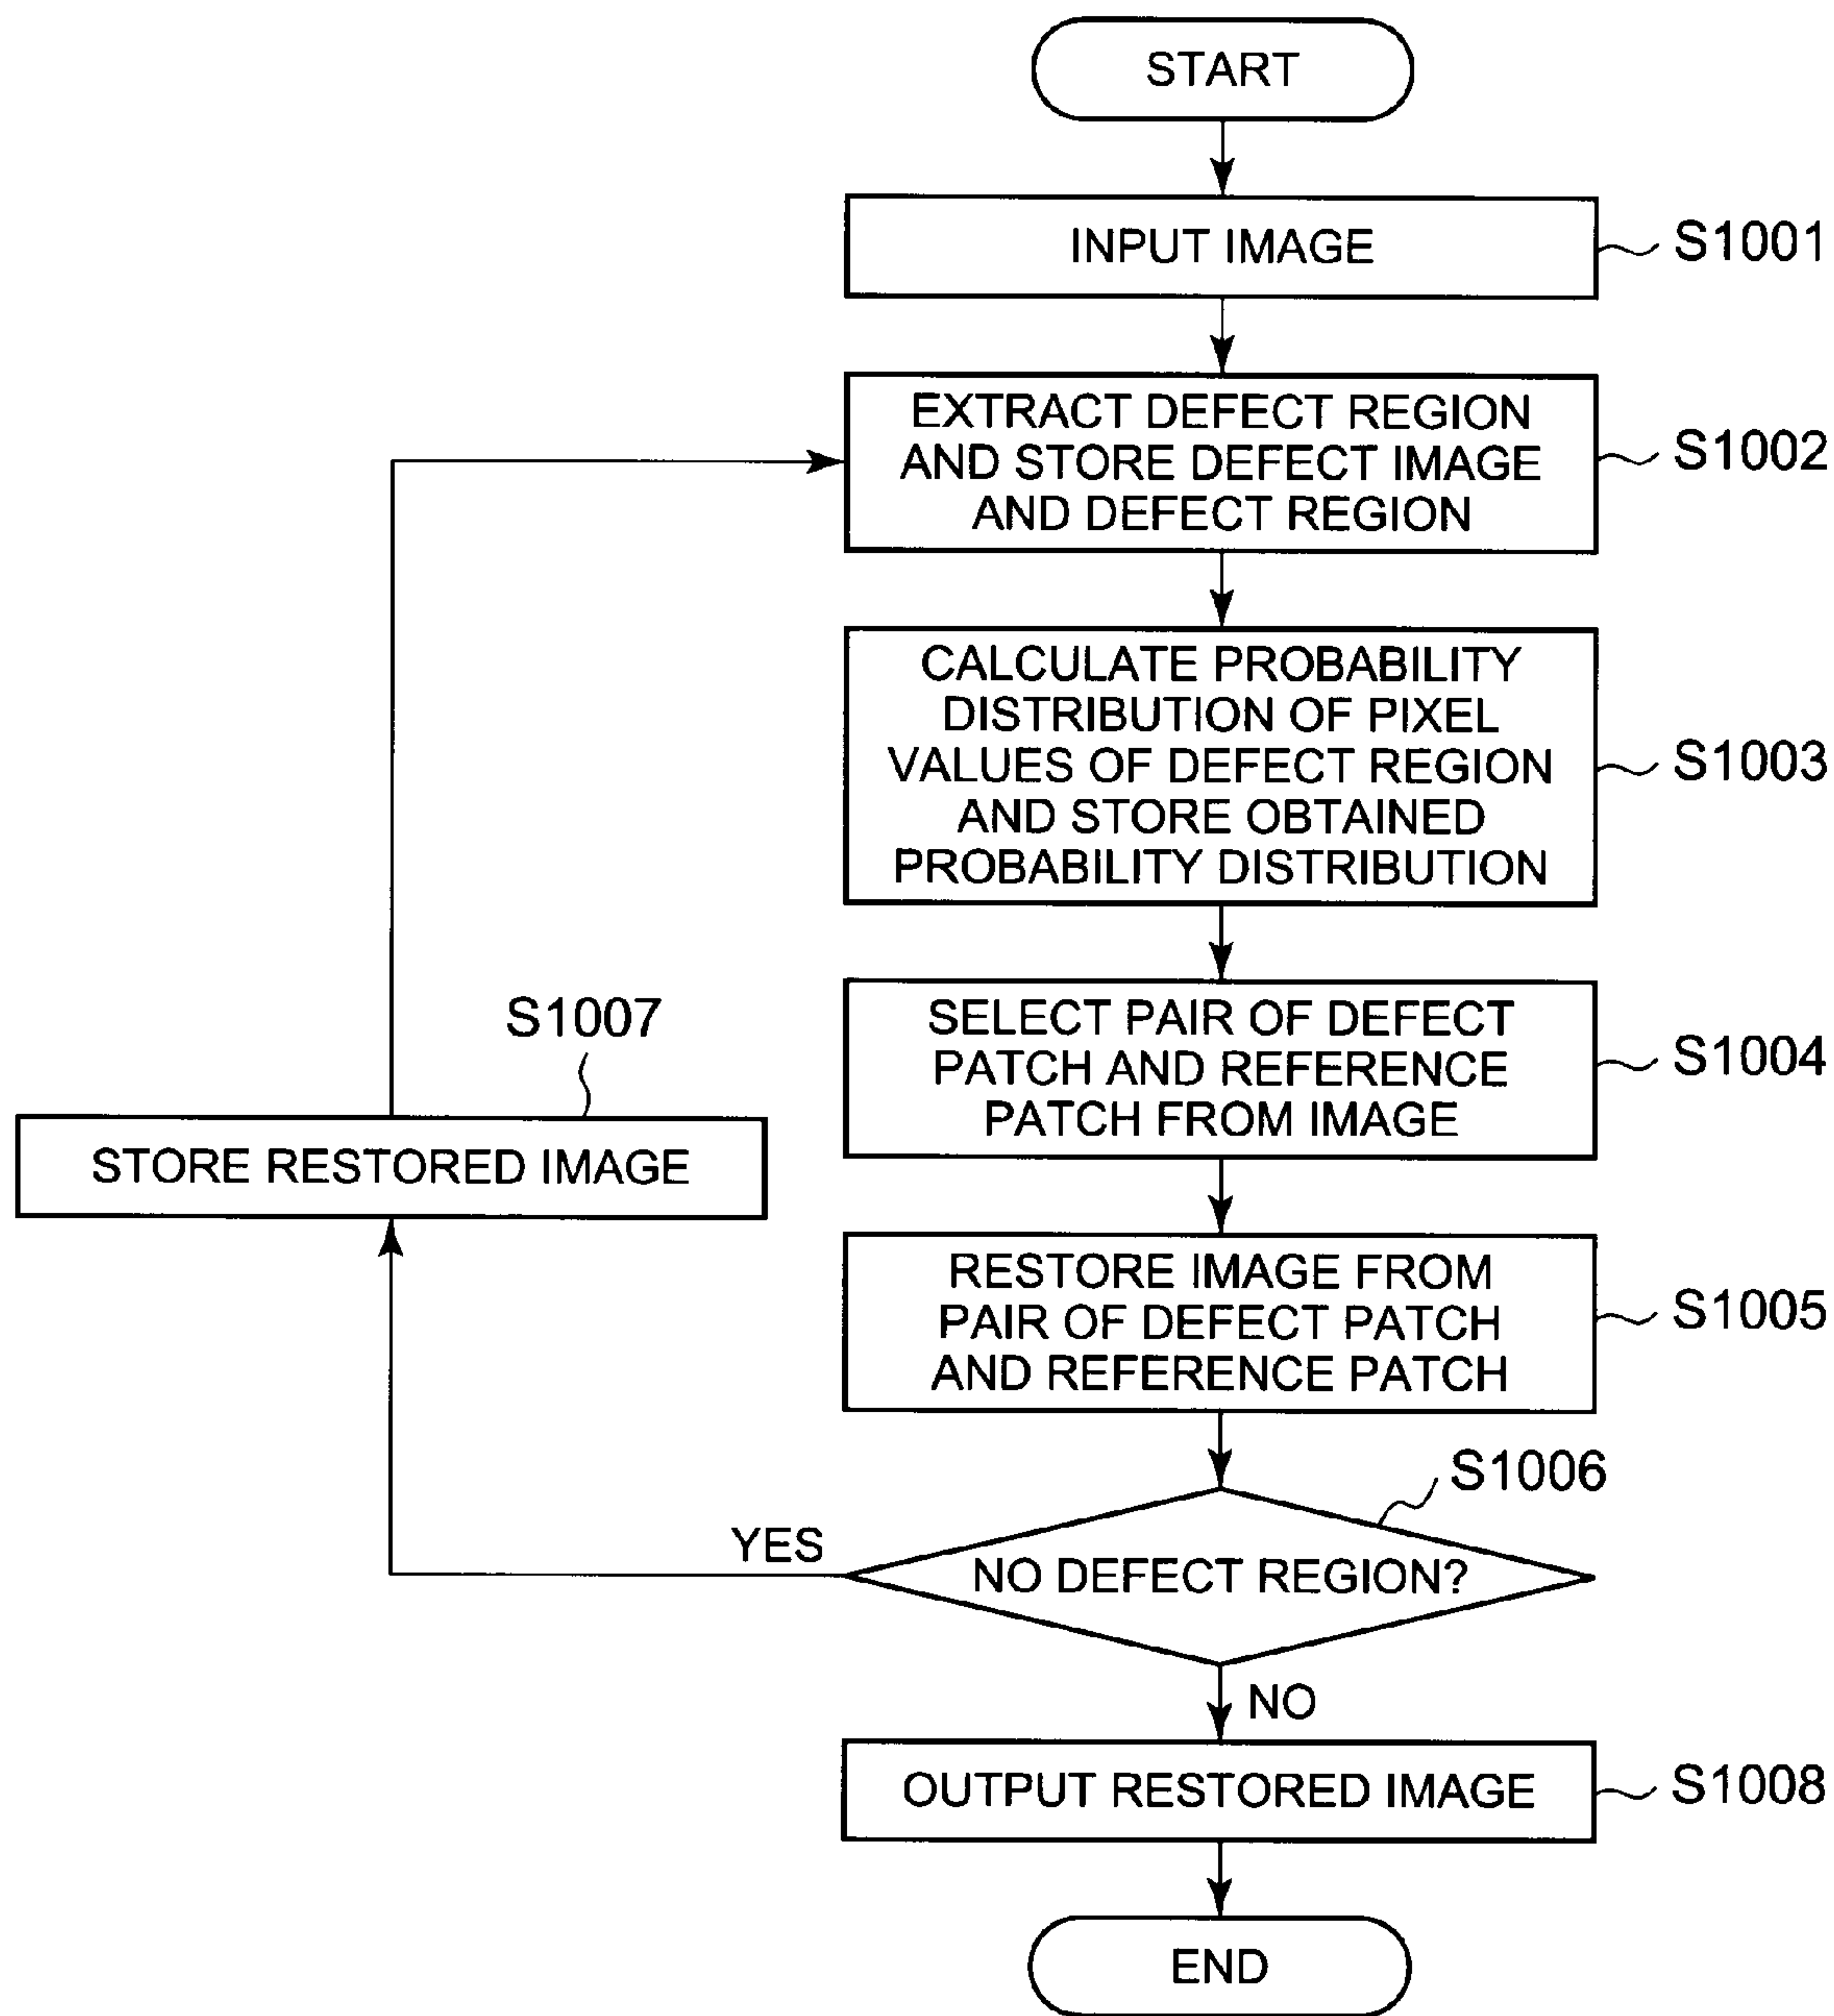 START
INPUT IMAGE
S1001
EXTRACT DEFECT REGION
AND STORE DEFECT IMAGE
AND DEFECT REGION
S1002
CALCULATE PROBABILITY
DISTRIBUTION OF PIXEL
VALUES OF DEFECT REGION
AND STORE OBTAINED
PROBABILITY DISTRIBUTION
S1003
SELECT PAIR OF DEFECT
PATCH AND REFERENCE
PATCH FROM IMAGE
S1004
S1007
STORE RESTORED IMAGE
RESTORE IMAGE FROM
PAIR OF DEFECT PATCH
AND REFERENCE PATCH
S1005
S1006
YES
NO DEFECT REGION?
NO
OUTPUT RESTORED IMAGE
S1008
END